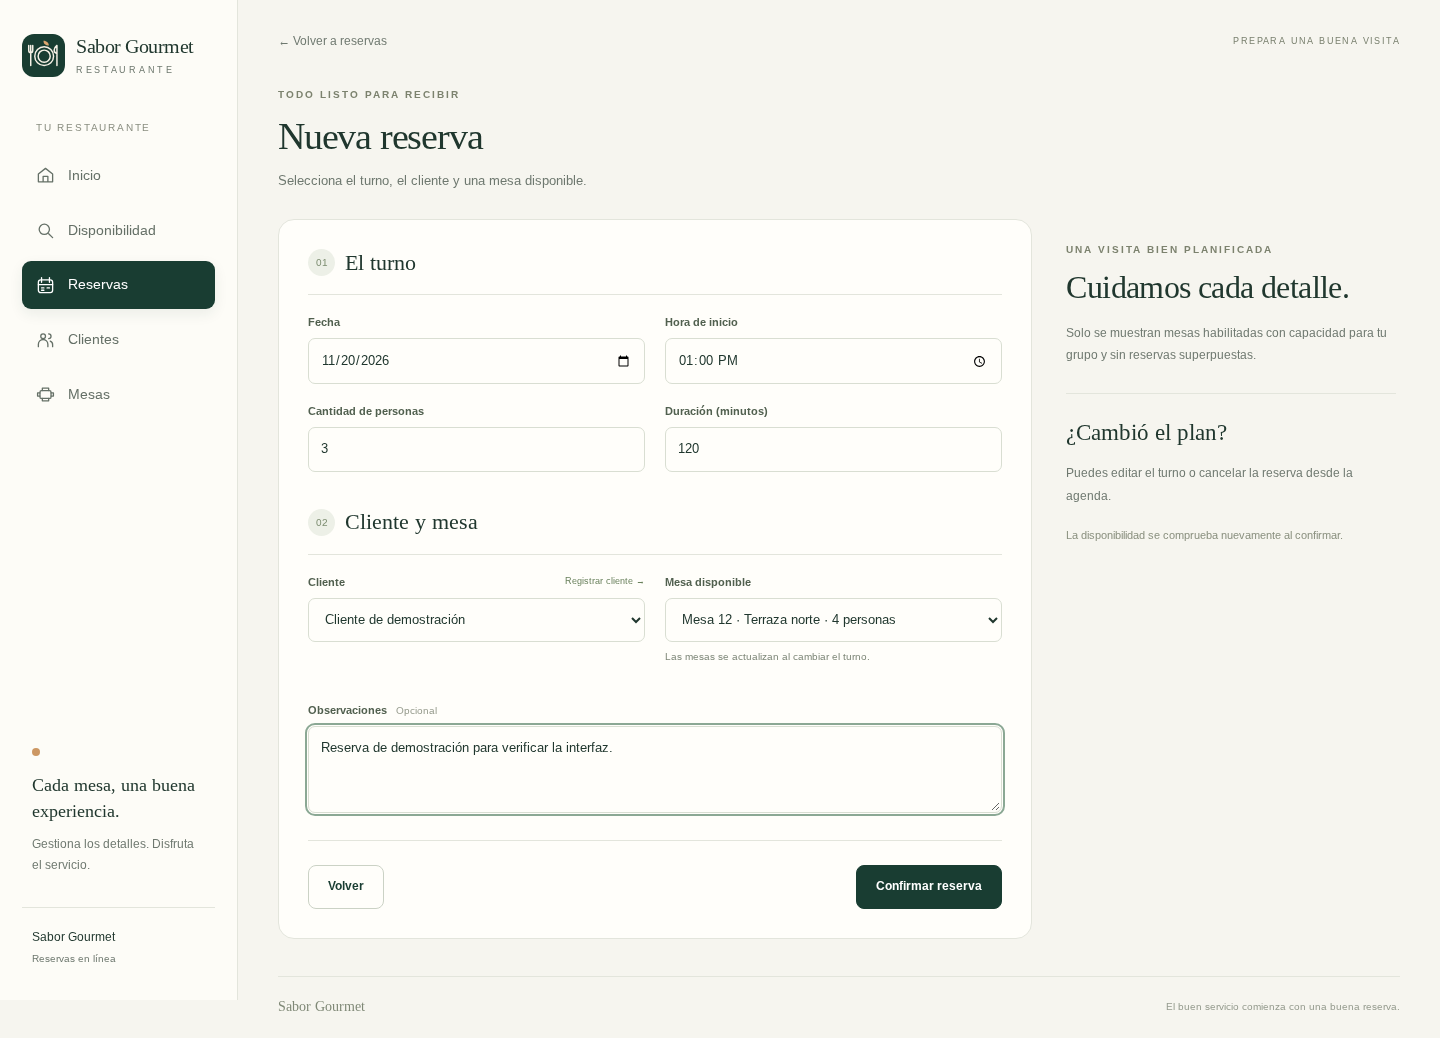 Sabor Gourmet
RESTAURANTE
TU RESTAURANTE
Inicio
Disponibilidad
Reservas
Clientes
Mesas
Cada mesa, una buena
experiencia.
Gestiona los detalles. Disfruta
el servicio.
Sabor Gourmet
Reservas en línea
← Volver a reservas
PREPARA UNA BUENA VISITA
TODO LISTO PARA RECIBIR
Nueva reserva
Selecciona el turno, el cliente y una mesa disponible.
01 El turno
Fecha
11/20/2026
Hora de inicio
01:00 PM
Cantidad de personas
3
Duración (minutos)
120
02 Cliente y mesa
Cliente
Registrar cliente →
Cliente de demostración
Mesa disponible
Mesa 12 · Terraza norte · 4 personas
Las mesas se actualizan al cambiar el turno.
Observaciones Opcional
Reserva de demostración para verificar la interfaz.
Volver
Confirmar reserva
UNA VISITA BIEN PLANIFICADA
Cuidamos cada detalle.
Solo se muestran mesas habilitadas con capacidad para tu
grupo y sin reservas superpuestas.
¿Cambió el plan?
Puedes editar el turno o cancelar la reserva desde la
agenda.
La disponibilidad se comprueba nuevamente al confirmar.
Sabor Gourmet
El buen servicio comienza con una buena reserva.